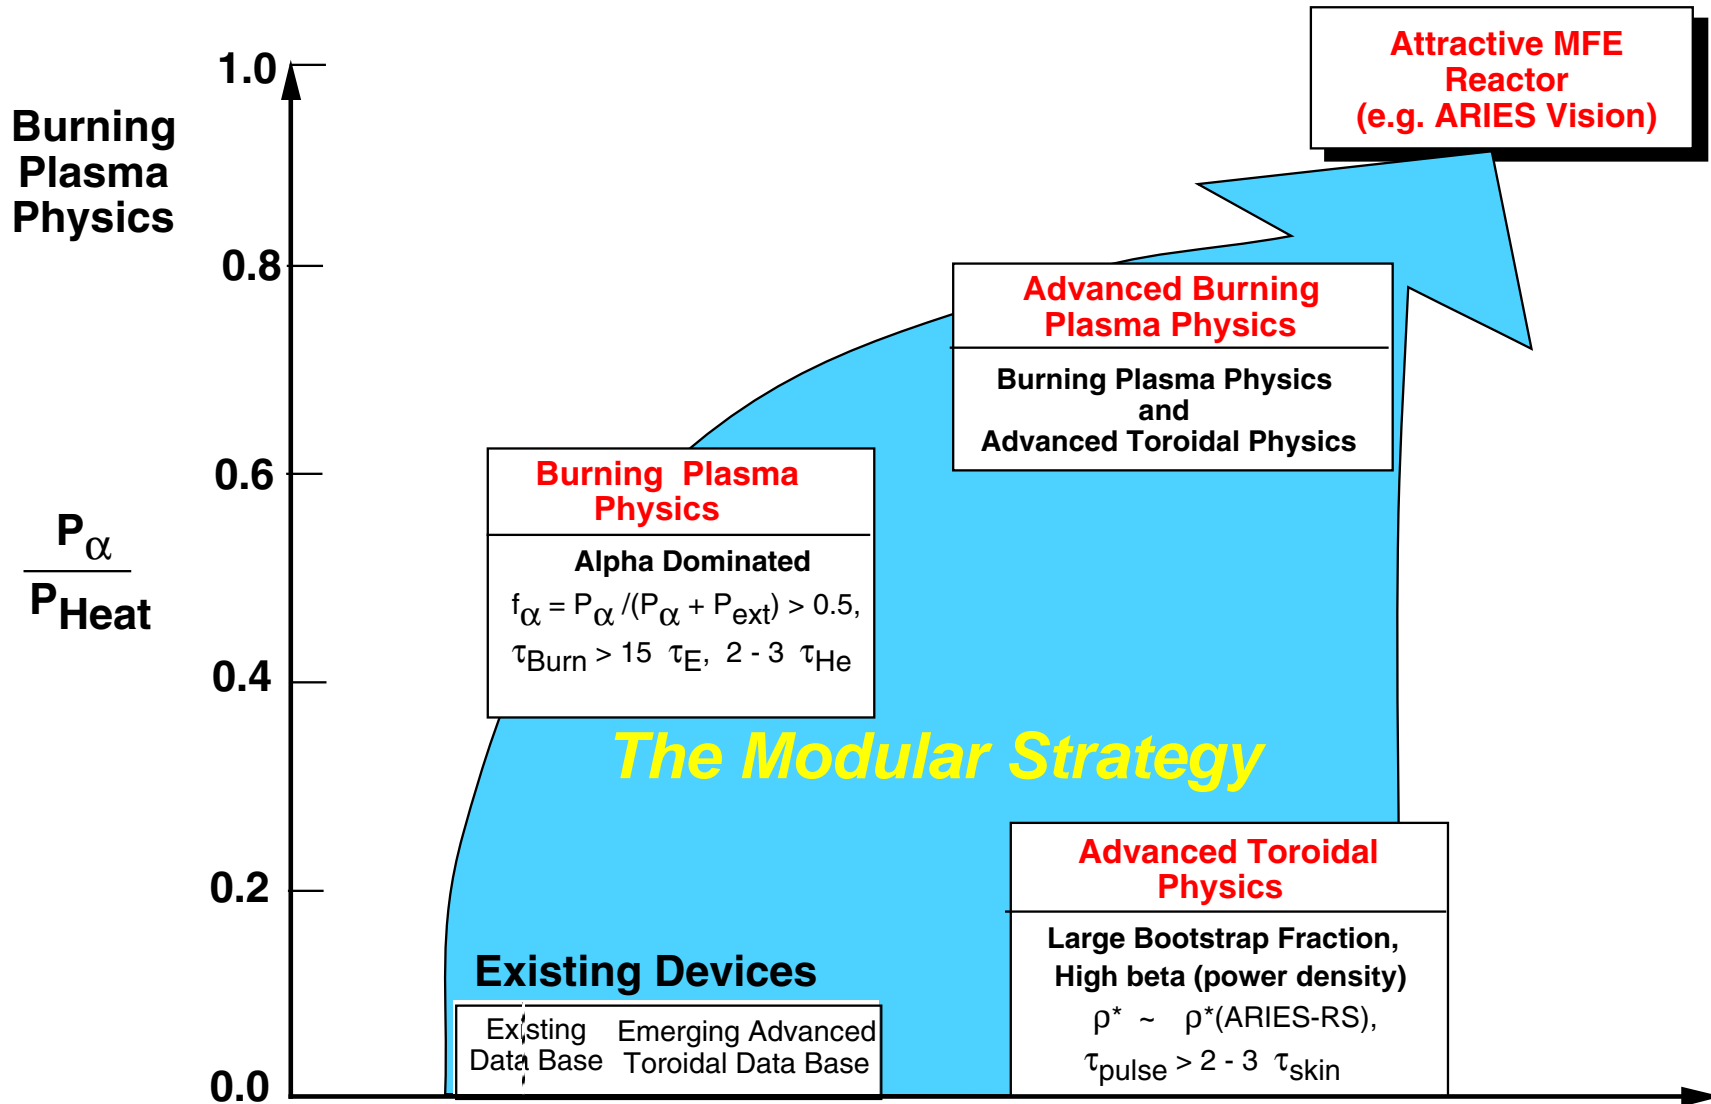 Attractive MFE
Reactor
(e.g. ARIES Vision)
1.0
Burning
Plasma
Physics
0.8
Advanced Burning
Plasma Physics
Burning Plasma Physics
and
Advanced Toroidal Physics
0.6
Burning Plasma
Physics
Alpha Dominated
fα = Pα /(Pα + Pext) > 0.5,
τBurn > 15 τE, 2 - 3 τHe
Pα
PHeat
0.4
The Modular Strategy
0.2
Advanced Toroidal
Physics
Large Bootstrap Fraction,
High beta (power density)
ρ* ~ ρ*(ARIES-RS),
τpulse > 2 - 3 τskin
Existing Devices
Existing
Data Base
Emerging Advanced
Toroidal Data Base
0.0